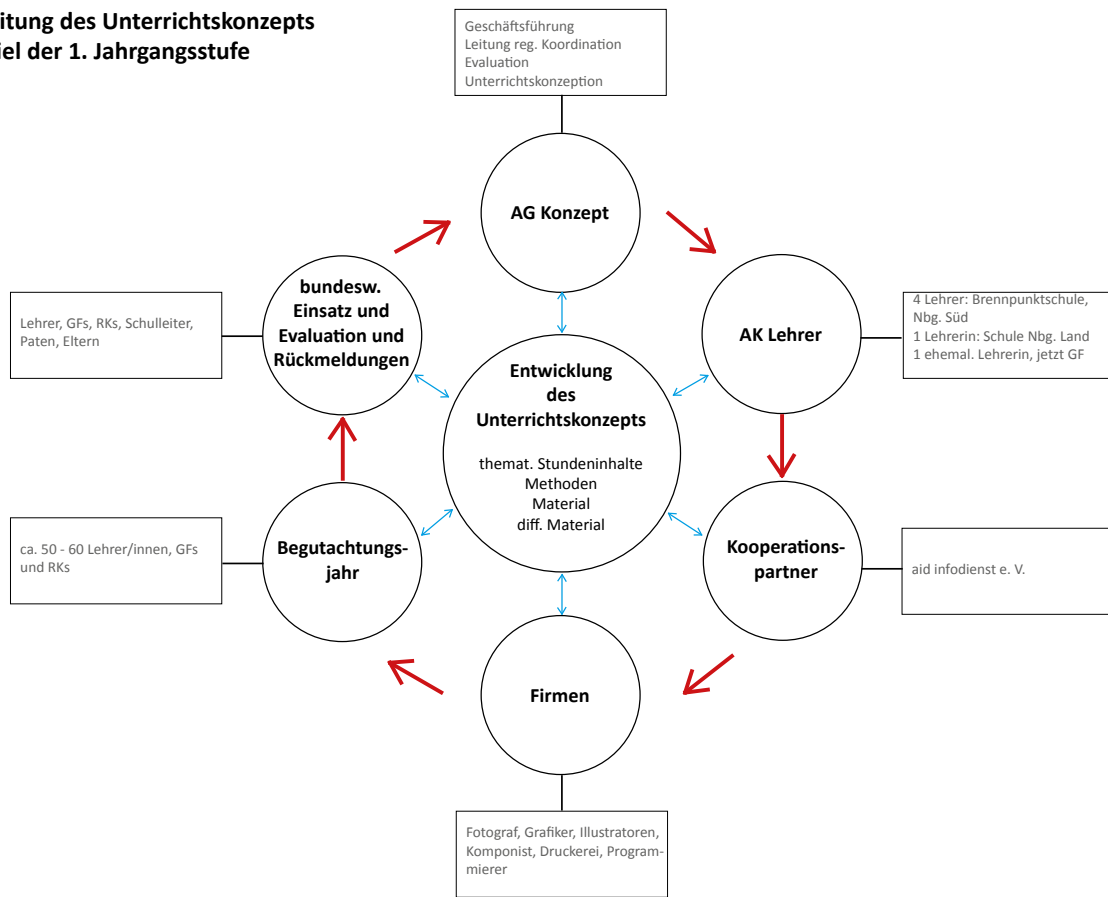 itung des Unterrichtskonzepts
iel der 1. Jahrgangsstufe
Geschäftsführung
Leitung reg. Koordination
Evaluation
Unterrichtskonzeption
AG Konzept
bundesw.
Einsatz und
Evaluation und
Rückmeldungen
Lehrer, GFs, RKs, Schulleiter,
Paten, Eltern
AK Lehrer
4 Lehrer: Brennpunktschule,
Nbg. Süd
1 Lehrerin: Schule Nbg. Land
1 ehemal. Lehrerin, jetzt GF
Entwicklung
des
Unterrichtskonzepts
themat. Stundeninhalte
Methoden
Material
diff. Material
ca. 50 - 60 Lehrer/innen, GFs
und RKs
Begutachtungs-
jahr
Kooperations-
partner
aid infodienst e. V.
Firmen
Fotograf, Grafiker, Illustratoren,
Komponist, Druckerei, Program-
mierer